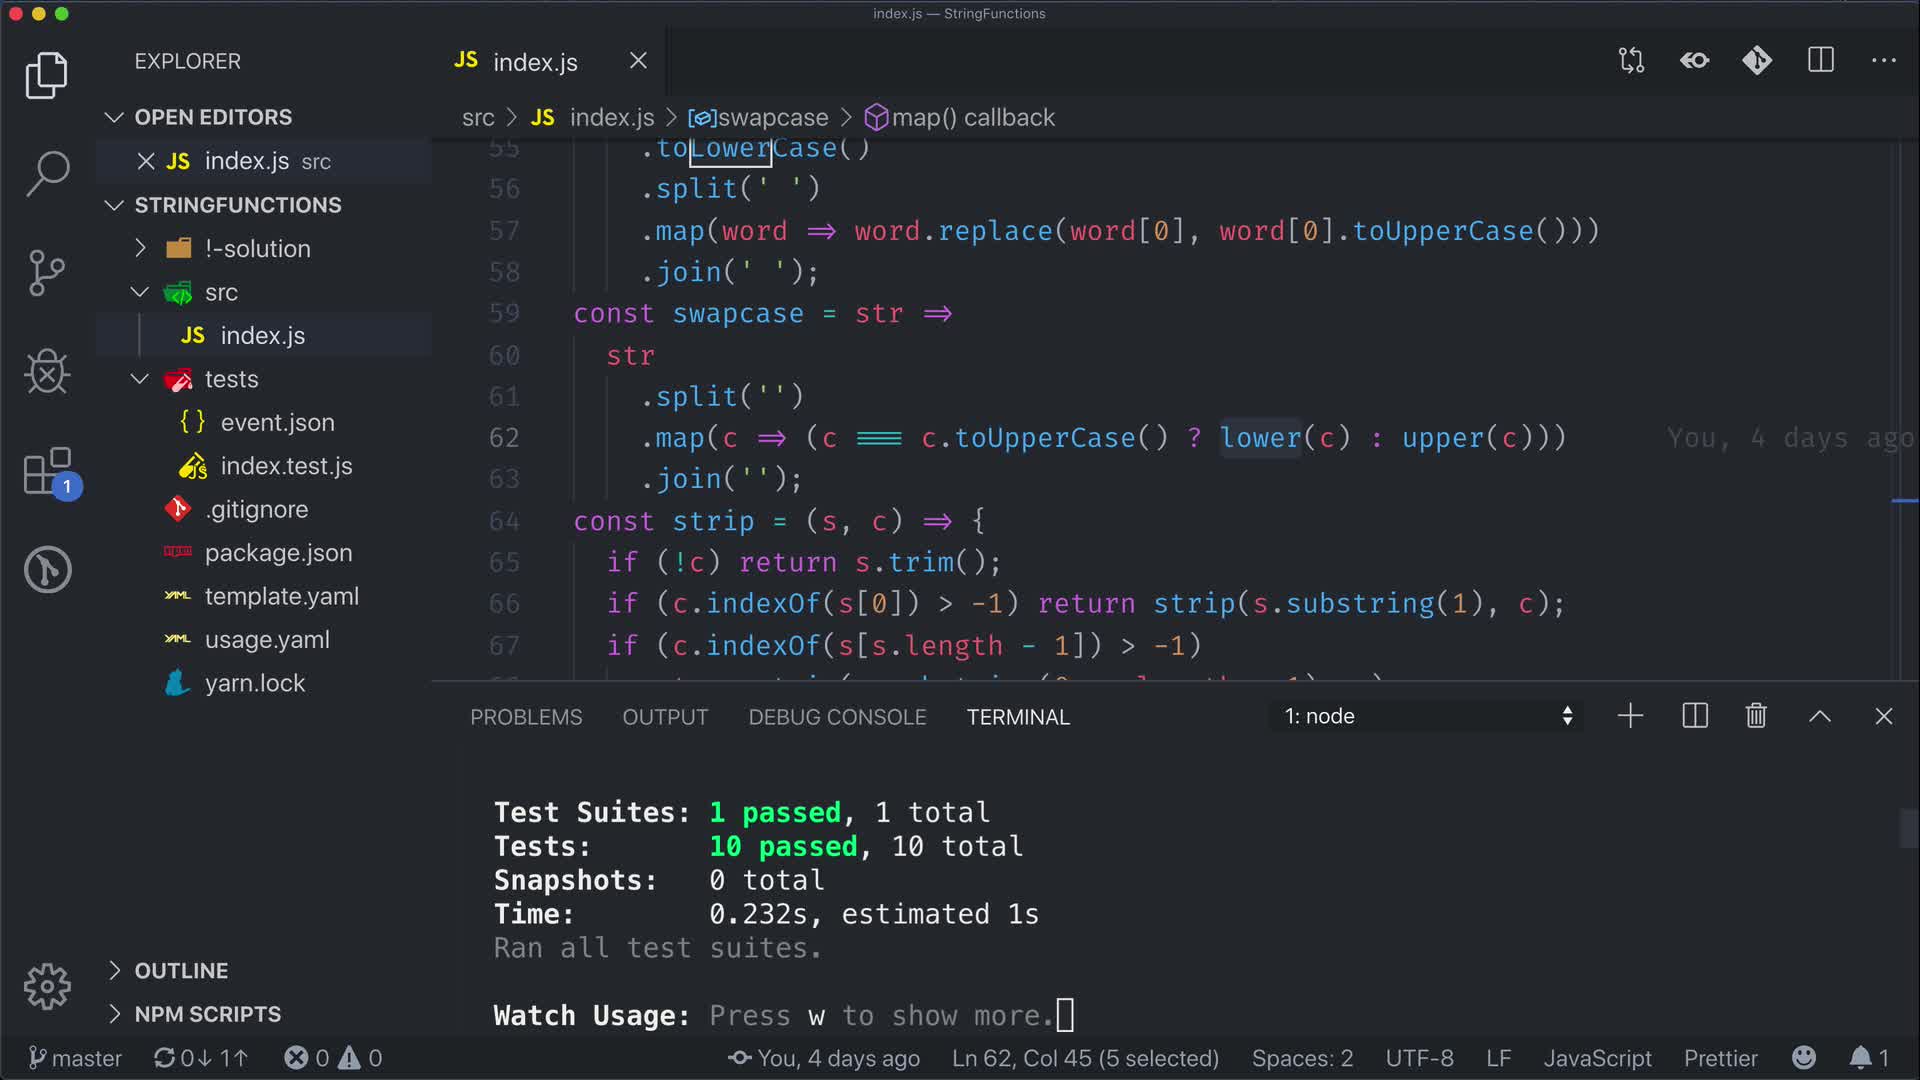 index.js — StringFunctions
EXPLORER
JS index.js
OPEN EDITORS
JS index.js src
STRINGFUNCTIONS
!-solution
src
JS index.js
tests
{ } event.json
JS index.test.js
.gitignore
package.json
YAML template.yaml
YAML usage.yaml
yarn.lock
OUTLINE
NPM SCRIPTS
1
src > JS index.js > swapcase > map() callback
55 .toLowerCase()
56 .split(' ')
57 .map(word => word.replace(word[0], word[0].toUpperCase()))
58 .join(' ');
59 const swapcase = str =>
60 str
61 .split('')
62 .map(c => (c === c.toUpperCase() ? lower(c) : upper(c))) You, 4 days ago
63 .join('');
64 const strip = (s, c) => {
65 if (!c) return s.trim();
66 if (c.indexOf(s[0]) > -1) return strip(s.substring(1), c);
67 if (c.indexOf(s[s.length - 1]) > -1)
PROBLEMS OUTPUT DEBUG CONSOLE TERMINAL 1: node
Test Suites: 1 passed, 1 total
Tests: 10 passed, 10 total
Snapshots: 0 total
Time: 0.232s, estimated 1s
Ran all test suites.
Watch Usage: Press w to show more.
master 0↓ 1↑ 0 0 You, 4 days ago Ln 62, Col 45 (5 selected) Spaces: 2 UTF-8 LF JavaScript Prettier 1